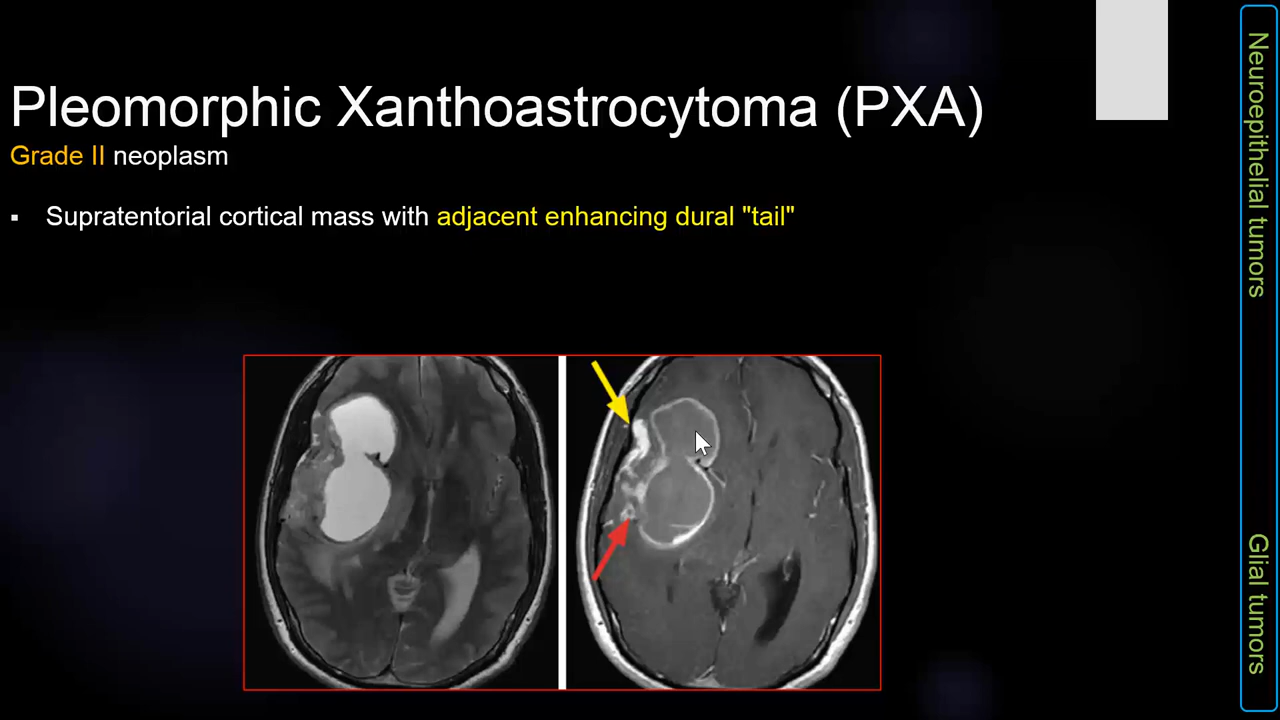 Pleomorphic Xanthoastrocytoma (PXA)
Grade II neoplasm
▪ Supratentorial cortical mass with adjacent enhancing dural "tail"
Neuroepithelial tumors
Glial tumors